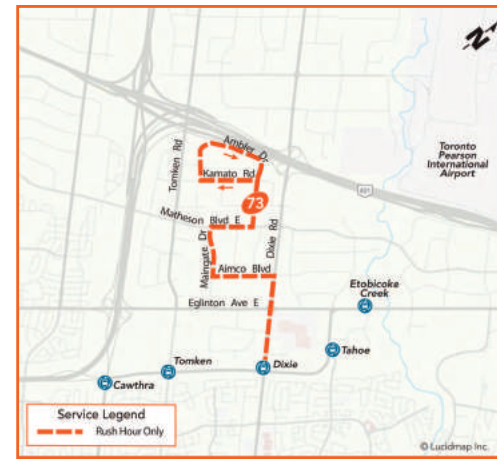 N
Ambler Dr
Toronto
Pearson
International
Airport
Tomken Rd
Kamato Rd
401
73
Matheson Blvd E
Maingate Dr
Dixie Rd
Aimco Blvd
Etobicoke
Creek
Eglinton Ave E
Tahoe
Tomken
Dixie
Cawthra
Service Legend
Rush Hour Only
© Lucidmap Inc.